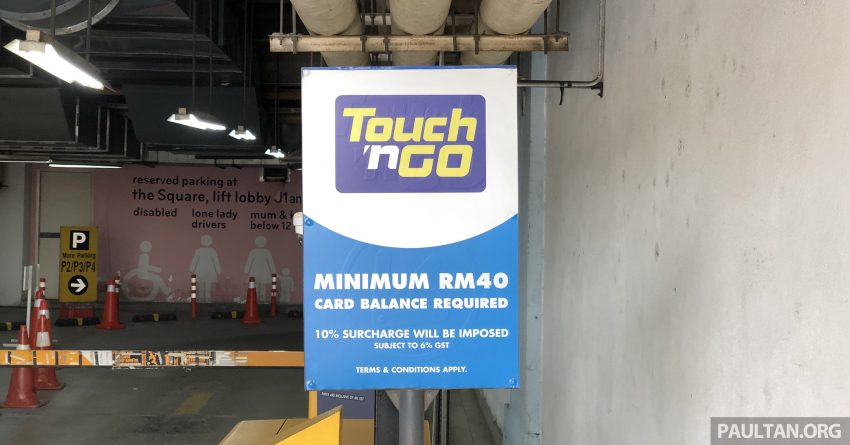 Touch
'nGO
MINIMUM RM40
CARD BALANCE REQUIRED
10% SURCHARGE WILL BE IMPOSED
SUBJECT TO 6% GST
TERMS & CONDITIONS APPLY.
reserved parking at
the Square, lift lobby J1 an
disabled
lone lady
drivers
mum &
below 12
P
More Parking
P2/P3/P4
PAULTAN.ORG